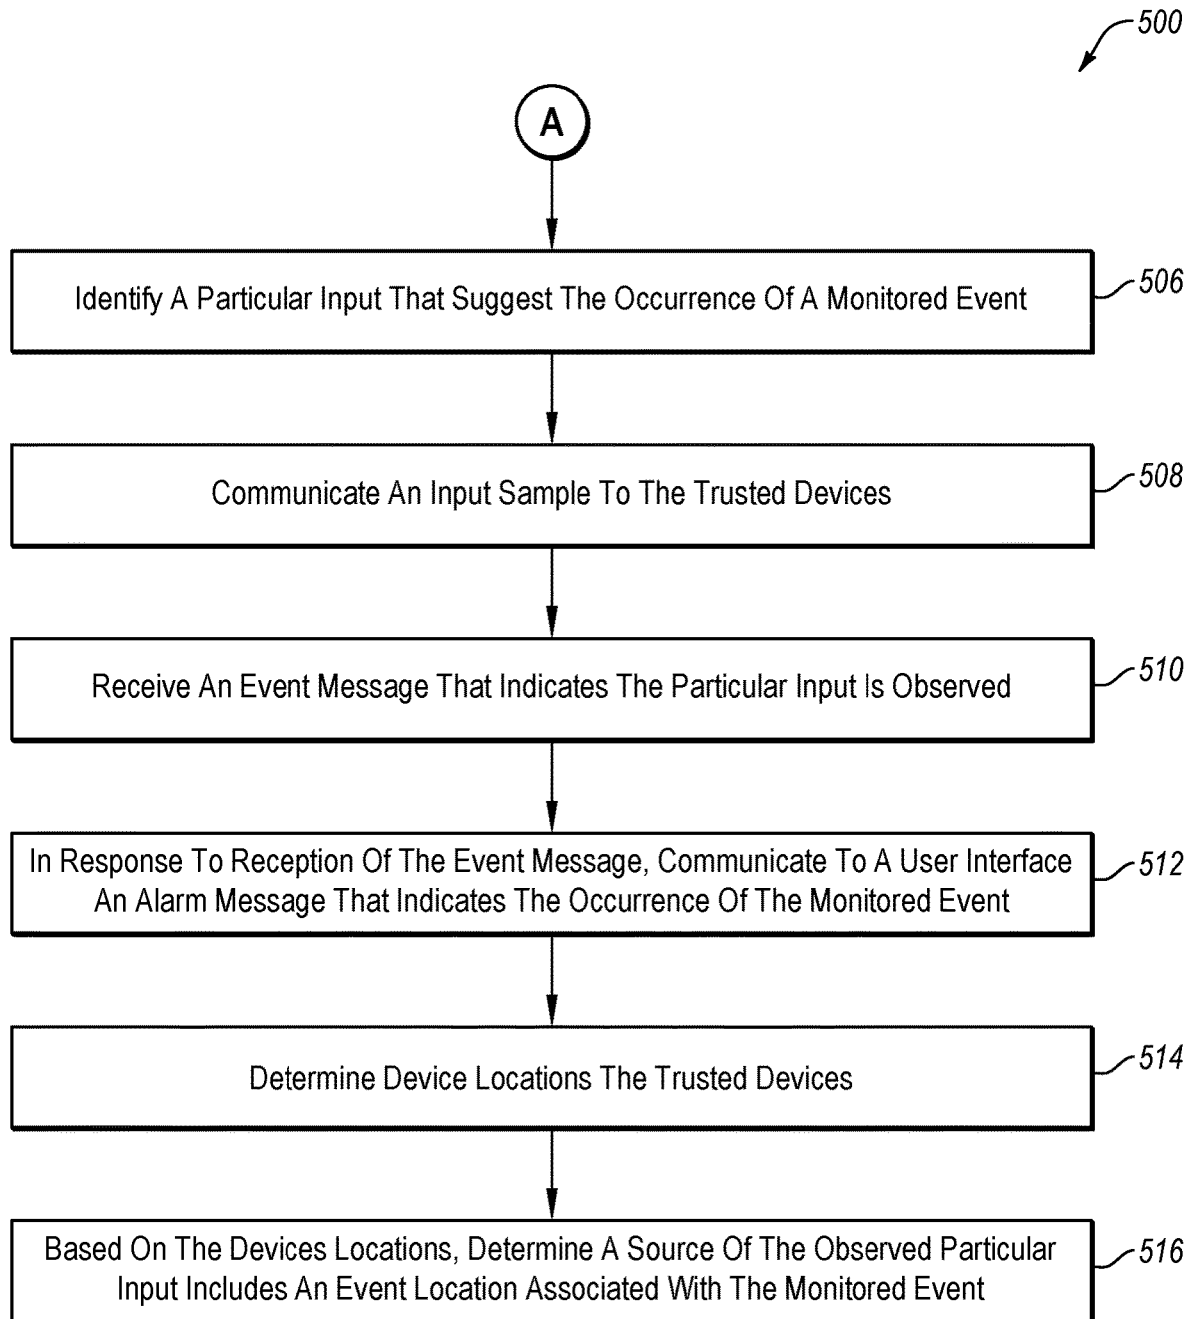 500
A
Identify A Particular Input That Suggest The Occurrence Of A Monitored Event
506
Communicate An Input Sample To The Trusted Devices
508
Receive An Event Message That Indicates The Particular Input Is Observed
510
In Response To Reception Of The Event Message, Communicate To A User Interface
An Alarm Message That Indicates The Occurrence Of The Monitored Event
512
Determine Device Locations The Trusted Devices
514
Based On The Devices Locations, Determine A Source Of The Observed Particular
Input Includes An Event Location Associated With The Monitored Event
516